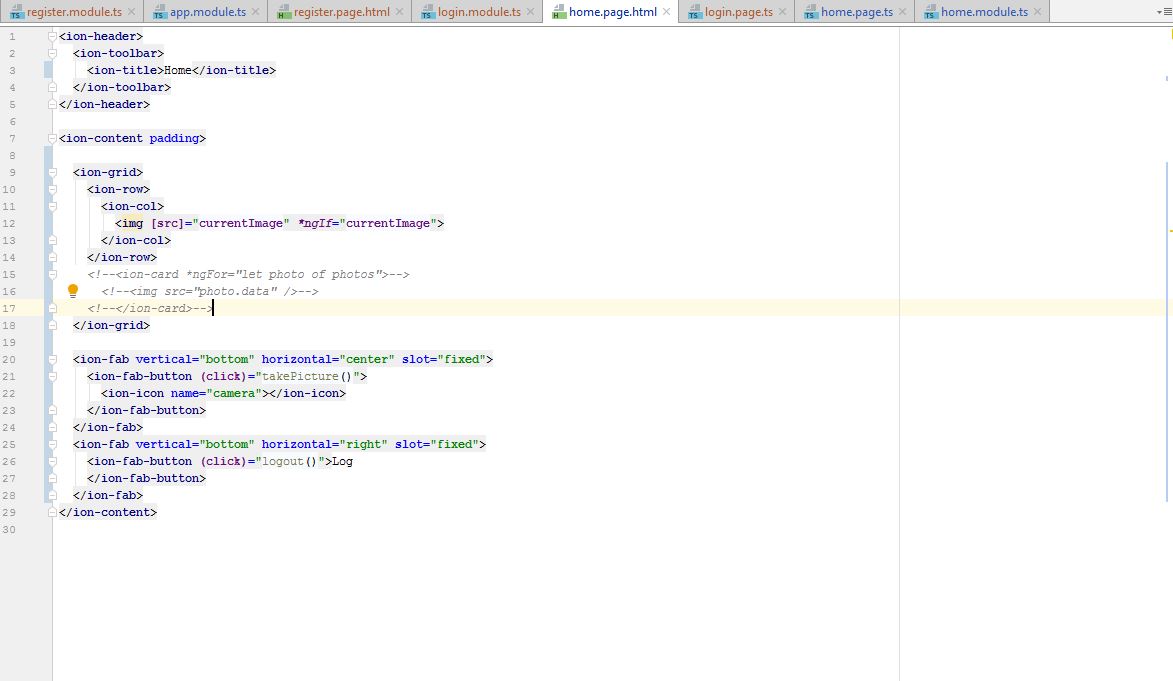 register.module.ts app.module.ts register.page.html login.module.ts home.page.html login.page.ts home.page.ts home.module.ts
1 <ion-header>
2 <ion-toolbar>
3 <ion-title>Home</ion-title>
4 </ion-toolbar>
5 </ion-header>
6
7 <ion-content padding>
8
9 <ion-grid>
10 <ion-row>
11 <ion-col>
12 <img [src]="currentImage" *ngIf="currentImage">
13 </ion-col>
14 </ion-row>
15 <!--<ion-card *ngFor="let photo of photos">-->
16 <!--<img src="photo.data" />-->
17 <!--</ion-card>-->
18 </ion-grid>
19
20 <ion-fab vertical="bottom" horizontal="center" slot="fixed">
21 <ion-fab-button (click)="takePicture()">
22 <ion-icon name="camera"></ion-icon>
23 </ion-fab-button>
24 </ion-fab>
25 <ion-fab vertical="bottom" horizontal="right" slot="fixed">
26 <ion-fab-button (click)="logout()">Log
27 </ion-fab-button>
28 </ion-fab>
29 </ion-content>
30